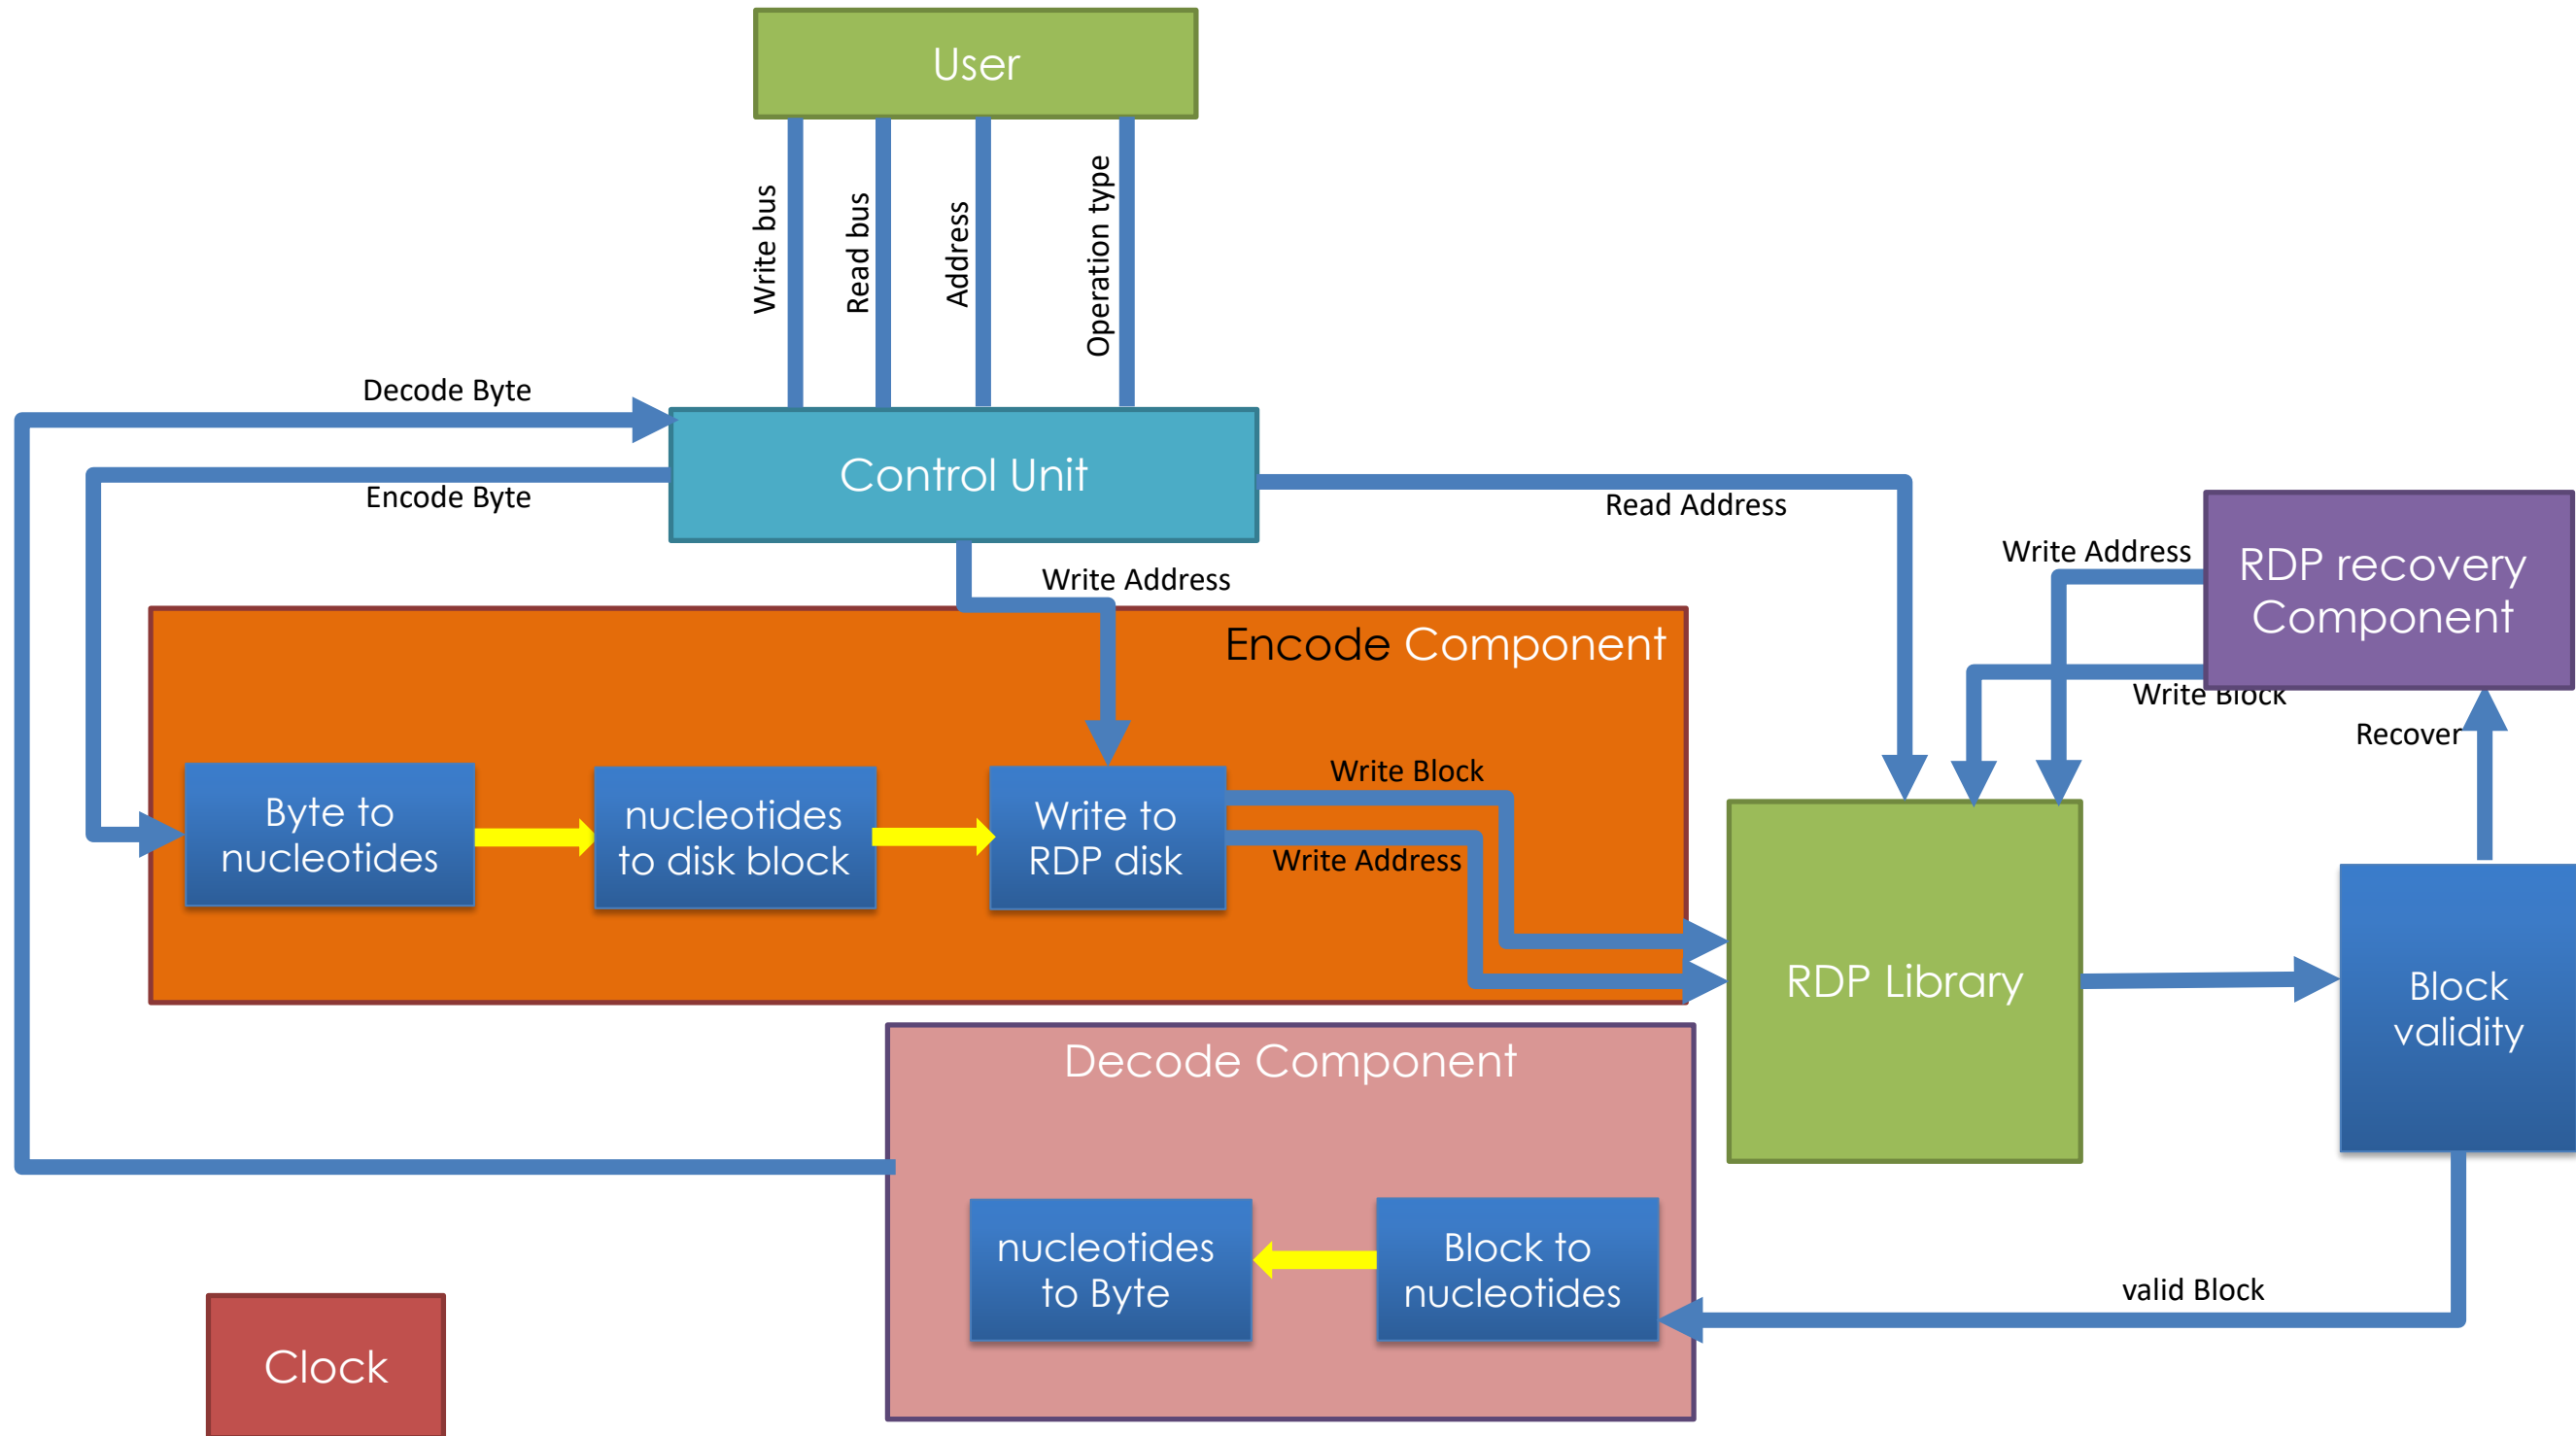 User
Write bus
Read bus
Address
Operation type
Decode Byte
Control Unit
Encode Byte
Read Address
Write Address
RDP recovery
Component
Write Address
Encode Component
Write Block
Recover
Byte to
nucleotides
nucleotides
to disk block
Write to
RDP disk
Write Block
Write Address
RDP Library
Block
validity
Decode Component
nucleotides
to Byte
Block to
nucleotides
valid Block
Clock